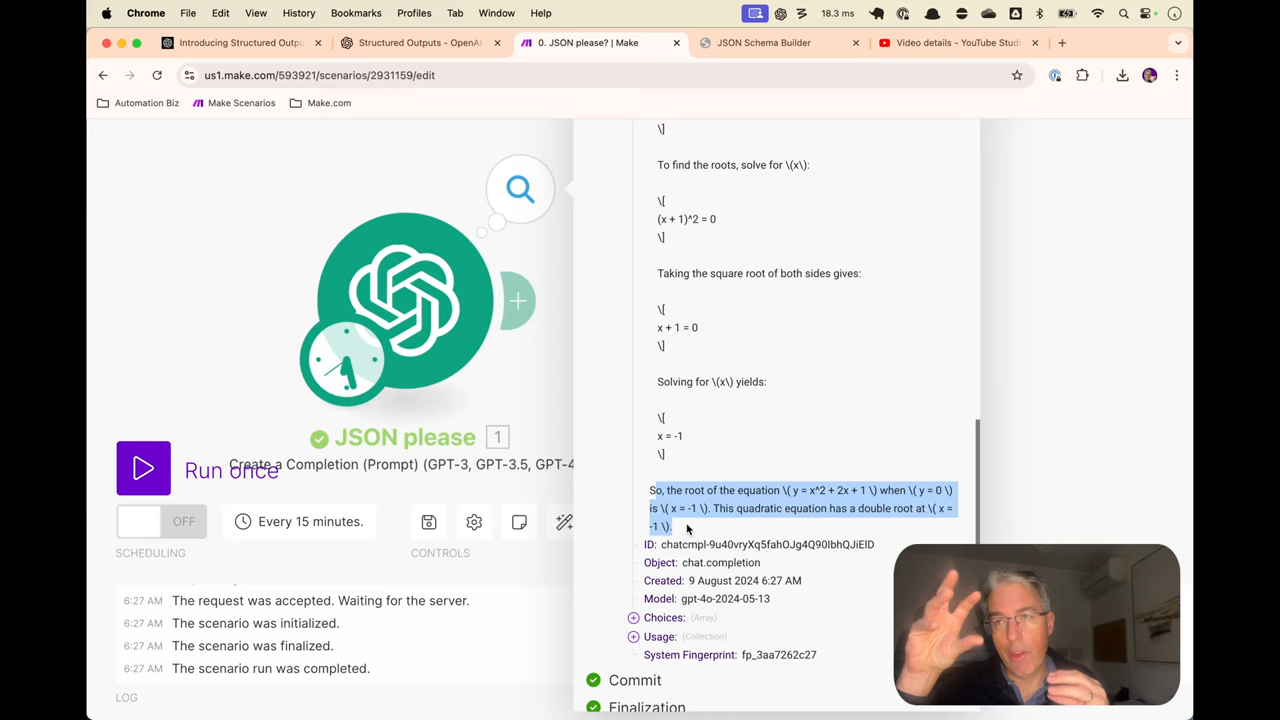 Chrome File Edit View History Bookmarks Profiles Tab Window Help 18.3 ms
Introducing Structured Outpu
Structured Outputs - OpenAI
0. JSON please? | Make
JSON Schema Builder
Video details - YouTube Stud
us1.make.com/593921/scenarios/2931159/edit
Automation Biz Make Scenarios Make.com
\]
To find the roots, solve for \(x\):
\[
(x + 1)^2 = 0
\]
Taking the square root of both sides gives:
\[
x + 1 = 0
\]
Solving for \(x\) yields:
\[
x = -1
\]
So, the root of the equation \( y = x^2 + 2x + 1 \) when \( y = 0 \)
is \( x = -1 \). This quadratic equation has a double root at \( x =
-1 \).
ID: chatcmpl-9u40vryXq5fahOJg4Q90IbhQJiEID
Object: chat.completion
Created: 9 August 2024 6:27 AM
Model: gpt-4o-2024-05-13
Choices: (Array)
Usage: (Collection)
System Fingerprint: fp_3aa7262c27
Commit
Finalization
JSON please 1
Create a Completion (Prompt) (GPT-3, GPT-3.5, GPT-4
Run once
OFF
Every 15 minutes.
SCHEDULING
CONTROLS
6:27 AM The request was accepted. Waiting for the server.
6:27 AM The scenario was initialized.
6:27 AM The scenario was finalized.
6:27 AM The scenario run was completed.
LOG